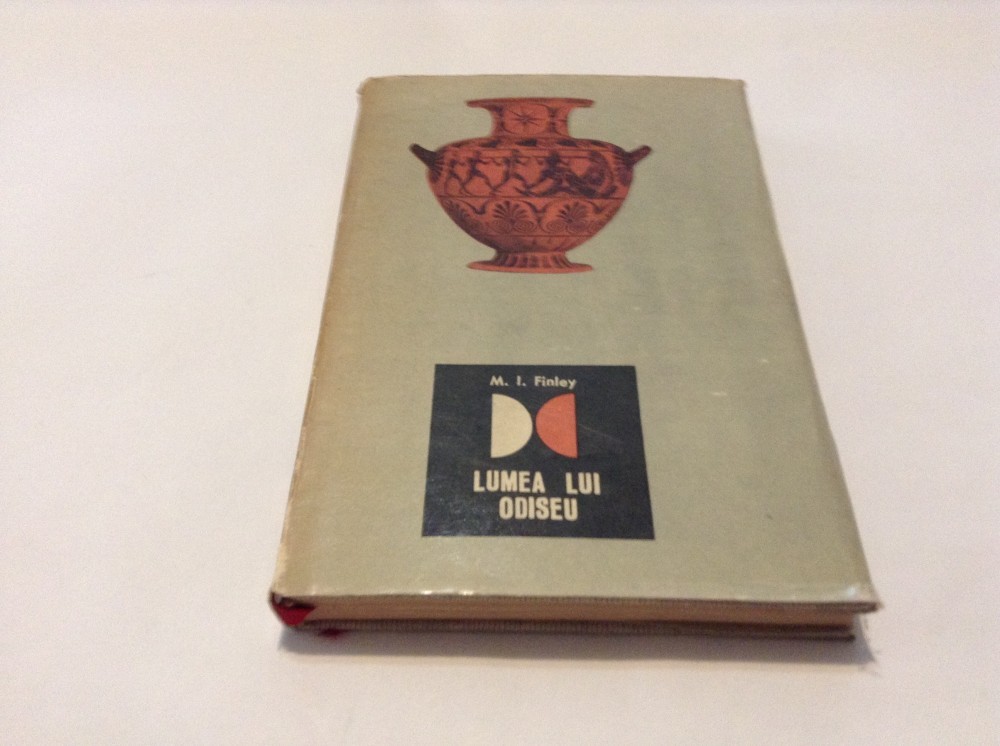 M. I. Finley
LUMEA LUI
ODISEU